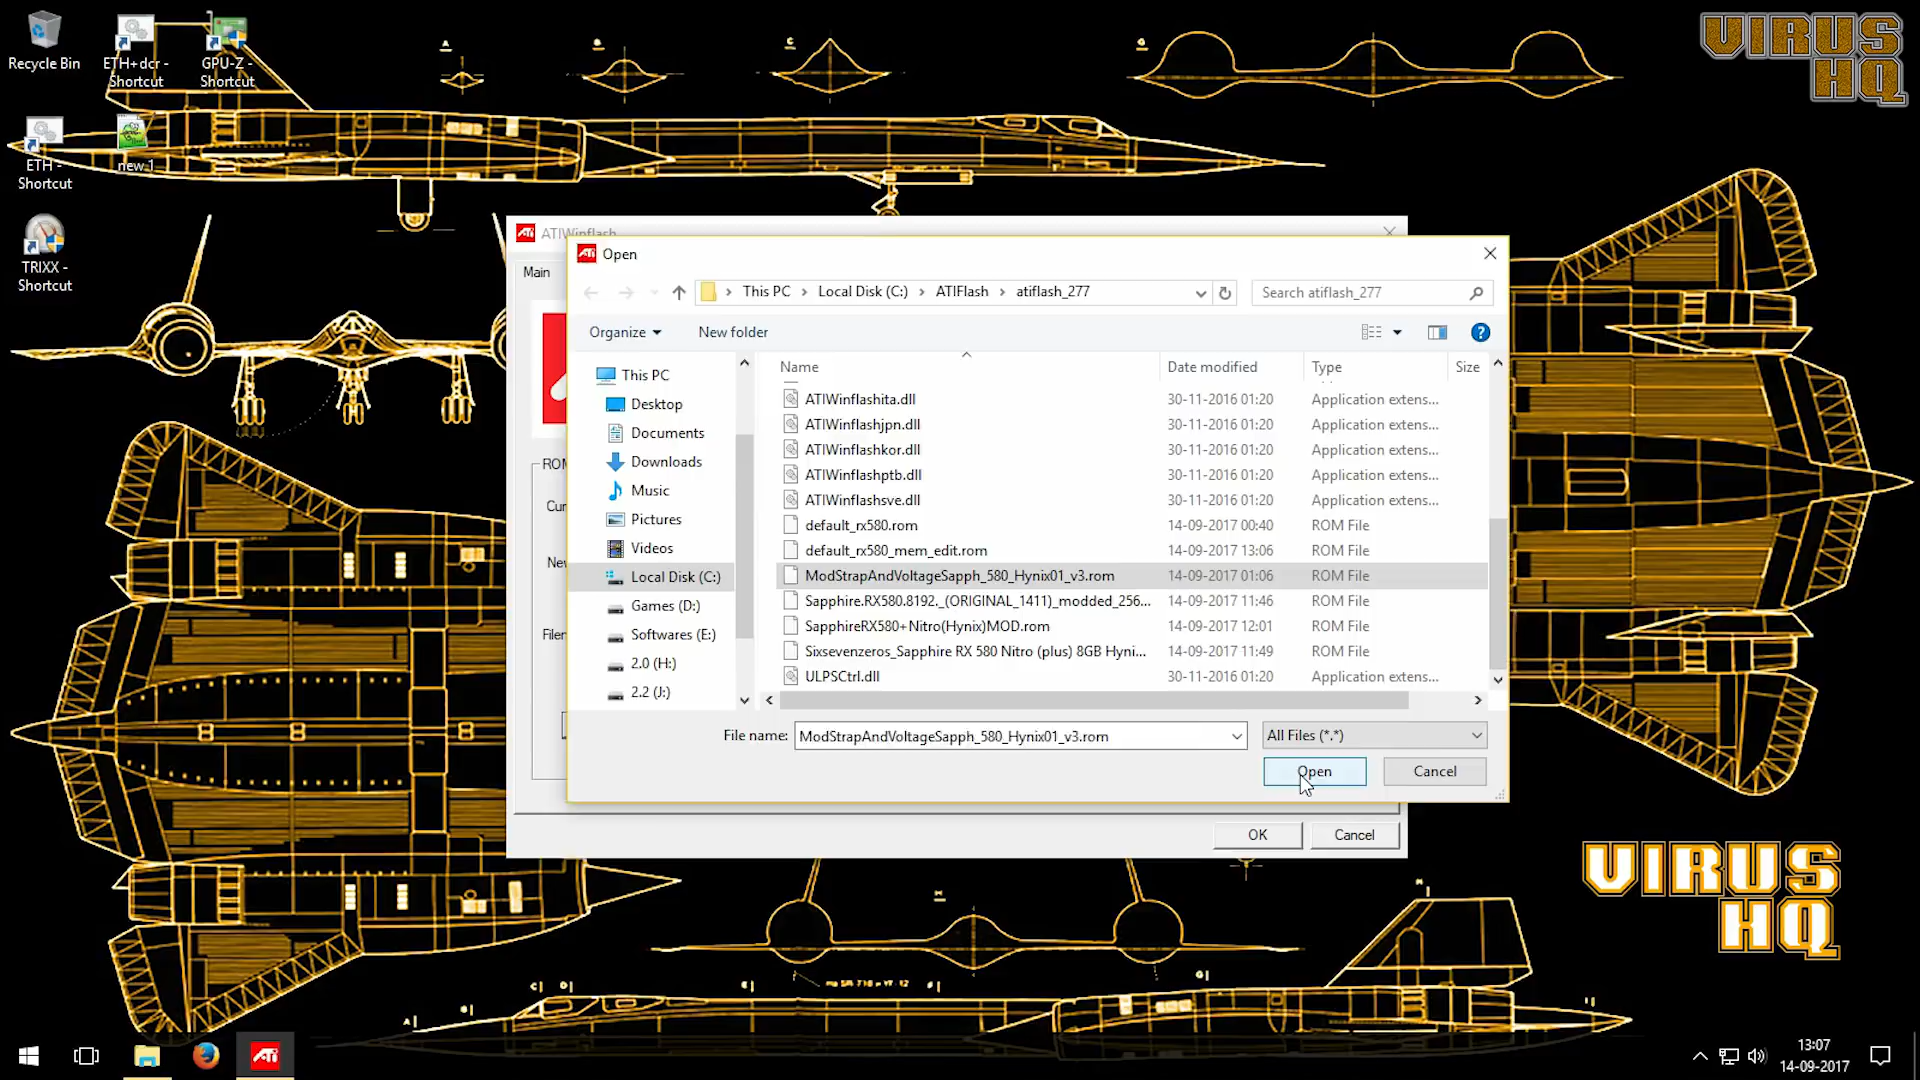 Recycle Bin
ETH+dcr -
Shortcut
GPU-Z -
Shortcut
ETH -
Shortcut
new 1
TRIXX -
Shortcut
VIRUS
HQ
A
B
C
G
ATIWinflash
Main
Open
This PC
Local Disk (C:)
ATIFlash
atiflash_277
Search atiflash_277
Organize
New folder
Name
Date modified
Type
Size
This PC
Desktop
Documents
Downloads
Music
Pictures
Videos
Local Disk (C:)
Games (D:)
Softwares (E:)
2.0 (H:)
2.2 (J:)
ATIWinflashita.dll 30-11-2016 01:20 Application extens...
ATIWinflashjpn.dll 30-11-2016 01:20 Application extens...
ATIWinflashkor.dll 30-11-2016 01:20 Application extens...
ATIWinflashptb.dll 30-11-2016 01:20 Application extens...
ATIWinflashsve.dll 30-11-2016 01:20 Application extens...
default_rx580.rom 14-09-2017 00:40 ROM File
default_rx580_mem_edit.rom 14-09-2017 13:06 ROM File
ModStrapAndVoltageSapph_580_Hynix01_v3.rom 14-09-2017 01:06 ROM File
Sapphire.RX580.8192._(ORIGINAL_1411)_modded_256... 14-09-2017 11:46 ROM File
SapphireRX580+Nitro(Hynix)MOD.rom 14-09-2017 12:01 ROM File
Sixsevenzeros_Sapphire RX 580 Nitro (plus) 8GB Hyni... 14-09-2017 11:49 ROM File
ULPSCtrl.dll 30-11-2016 01:20 Application extens...
File name: ModStrapAndVoltageSapph_580_Hynix01_v3.rom
All Files (*.*)
Open
Cancel
OK
Cancel
VIRUS
HQ
ATI
13:07
14-09-2017